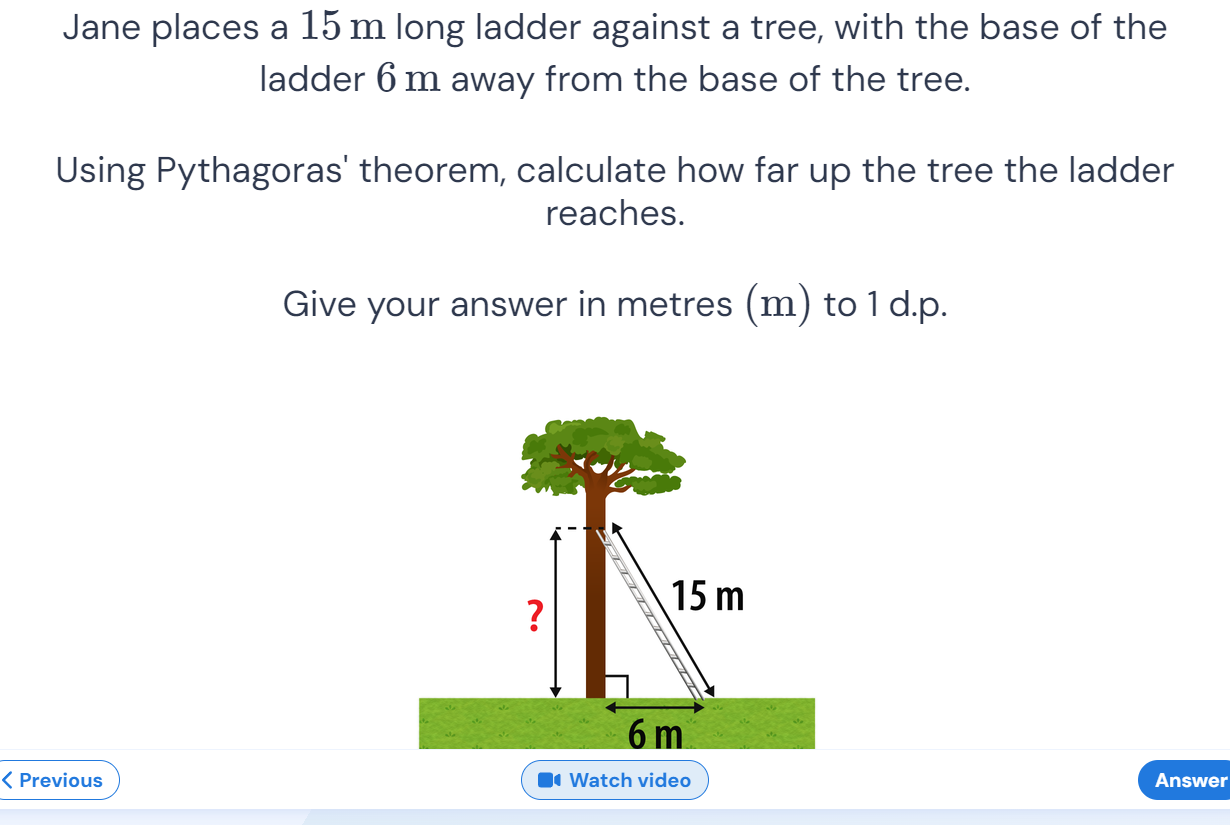 Jane places a 15 m long ladder against a tree, with the base of the
ladder 6 m away from the base of the tree.
Using Pythagoras' theorem, calculate how far up the tree the ladder
reaches.
Give your answer in metres (m) to 1 d.p.
?
15 m
6 m
Previous
Watch video
Answer